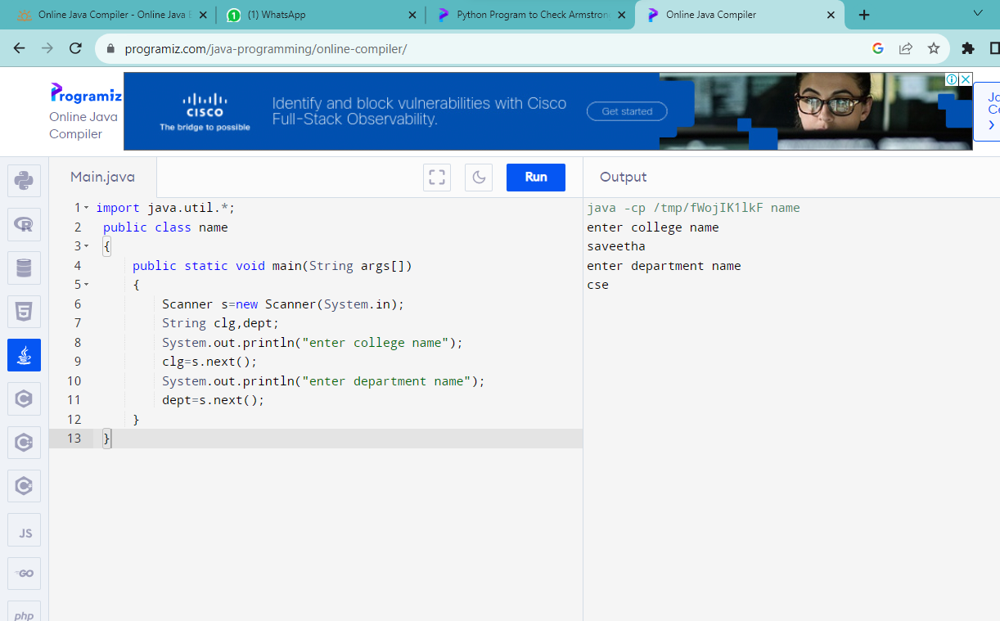 Online Java Compiler - Online Java
(1) WhatsApp
Python Program to Check Armstron
Online Java Compiler
programiz.com/java-programming/online-compiler/
Programiz
Online Java
Compiler
CISCO
The bridge to possible
Identify and block vulnerabilities with Cisco
Full-Stack Observability.
Get started
Main.java
Run
Output
1 import java.util.*;
2 public class name
3 {
4 public static void main(String args[])
5 {
6 Scanner s=new Scanner(System.in);
7 String clg,dept;
8 System.out.println("enter college name");
9 clg=s.next();
10 System.out.println("enter department name");
11 dept=s.next();
12 }
13 }
java -cp /tmp/fWojIK1lkF name
enter college name
saveetha
enter department name
cse
JS
GO
php